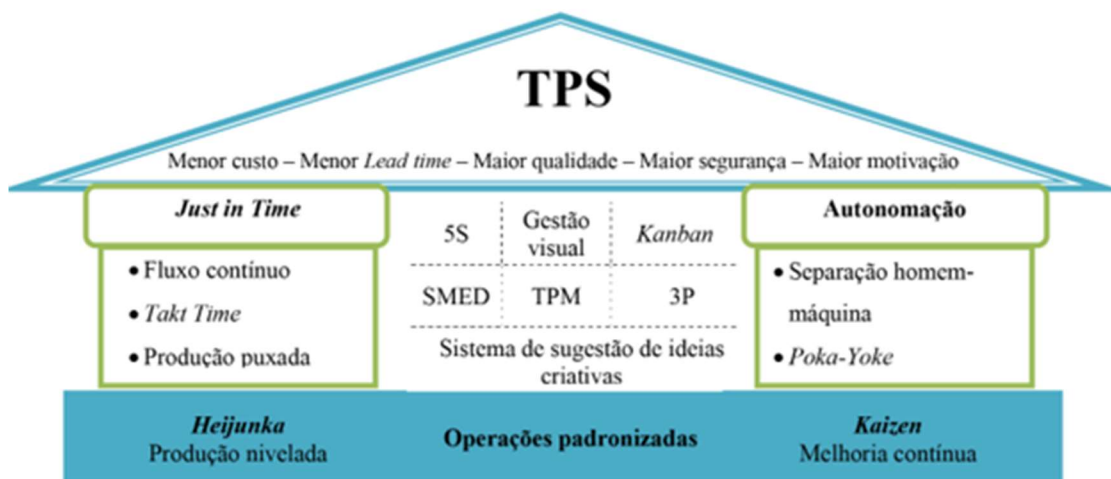 TPS
Menor custo – Menor Lead time – Maior qualidade – Maior segurança – Maior motivação
Just in Time
• Fluxo contínuo
• Takt Time
• Produção puxada
5S
Gestão
visual
Kanban
SMED
TPM
3P
Sistema de sugestão de ideias
criativas
Autonomação
• Separação homem-
máquina
• Poka-Yoke
Heijunka
Produção nivelada
Operações padronizadas
Kaizen
Melhoria contínua